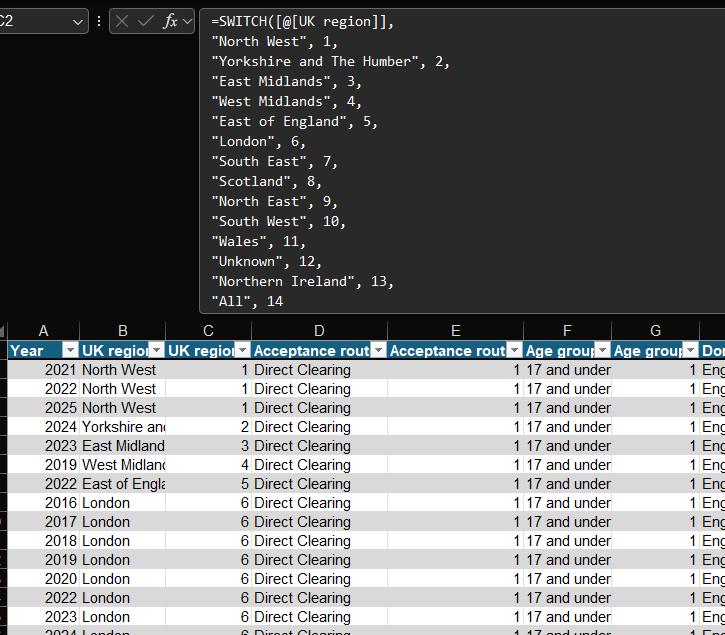 C2 fx
=SWITCH([@[UK region]],
"North West", 1,
"Yorkshire and The Humber", 2,
"East Midlands", 3,
"West Midlands", 4,
"East of England", 5,
"London", 6,
"South East", 7,
"Scotland", 8,
"North East", 9,
"South West", 10,
"Wales", 11,
"Unknown", 12,
"Northern Ireland", 13,
"All", 14
A B C D E F G
Year UK region UK region Acceptance rout Acceptance rout Age group Age group Do
2021 North West 1 Direct Clearing 1 17 and under 1 Eng
2022 North West 1 Direct Clearing 1 17 and under 1 Eng
2025 North West 1 Direct Clearing 1 17 and under 1 Eng
2024 Yorkshire and 2 Direct Clearing 1 17 and under 1 Eng
2023 East Midland 3 Direct Clearing 1 17 and under 1 Eng
2019 West Midland 4 Direct Clearing 1 17 and under 1 Eng
2022 East of Engla 5 Direct Clearing 1 17 and under 1 Eng
2016 London 6 Direct Clearing 1 17 and under 1 Eng
2017 London 6 Direct Clearing 1 17 and under 1 Eng
2018 London 6 Direct Clearing 1 17 and under 1 Eng
2019 London 6 Direct Clearing 1 17 and under 1 Eng
2020 London 6 Direct Clearing 1 17 and under 1 Eng
2022 London 6 Direct Clearing 1 17 and under 1 Eng
2023 London 6 Direct Clearing 1 17 and under 1 Eng
2024 London 6 Direct Clearing 1 17 and under 1 Eng